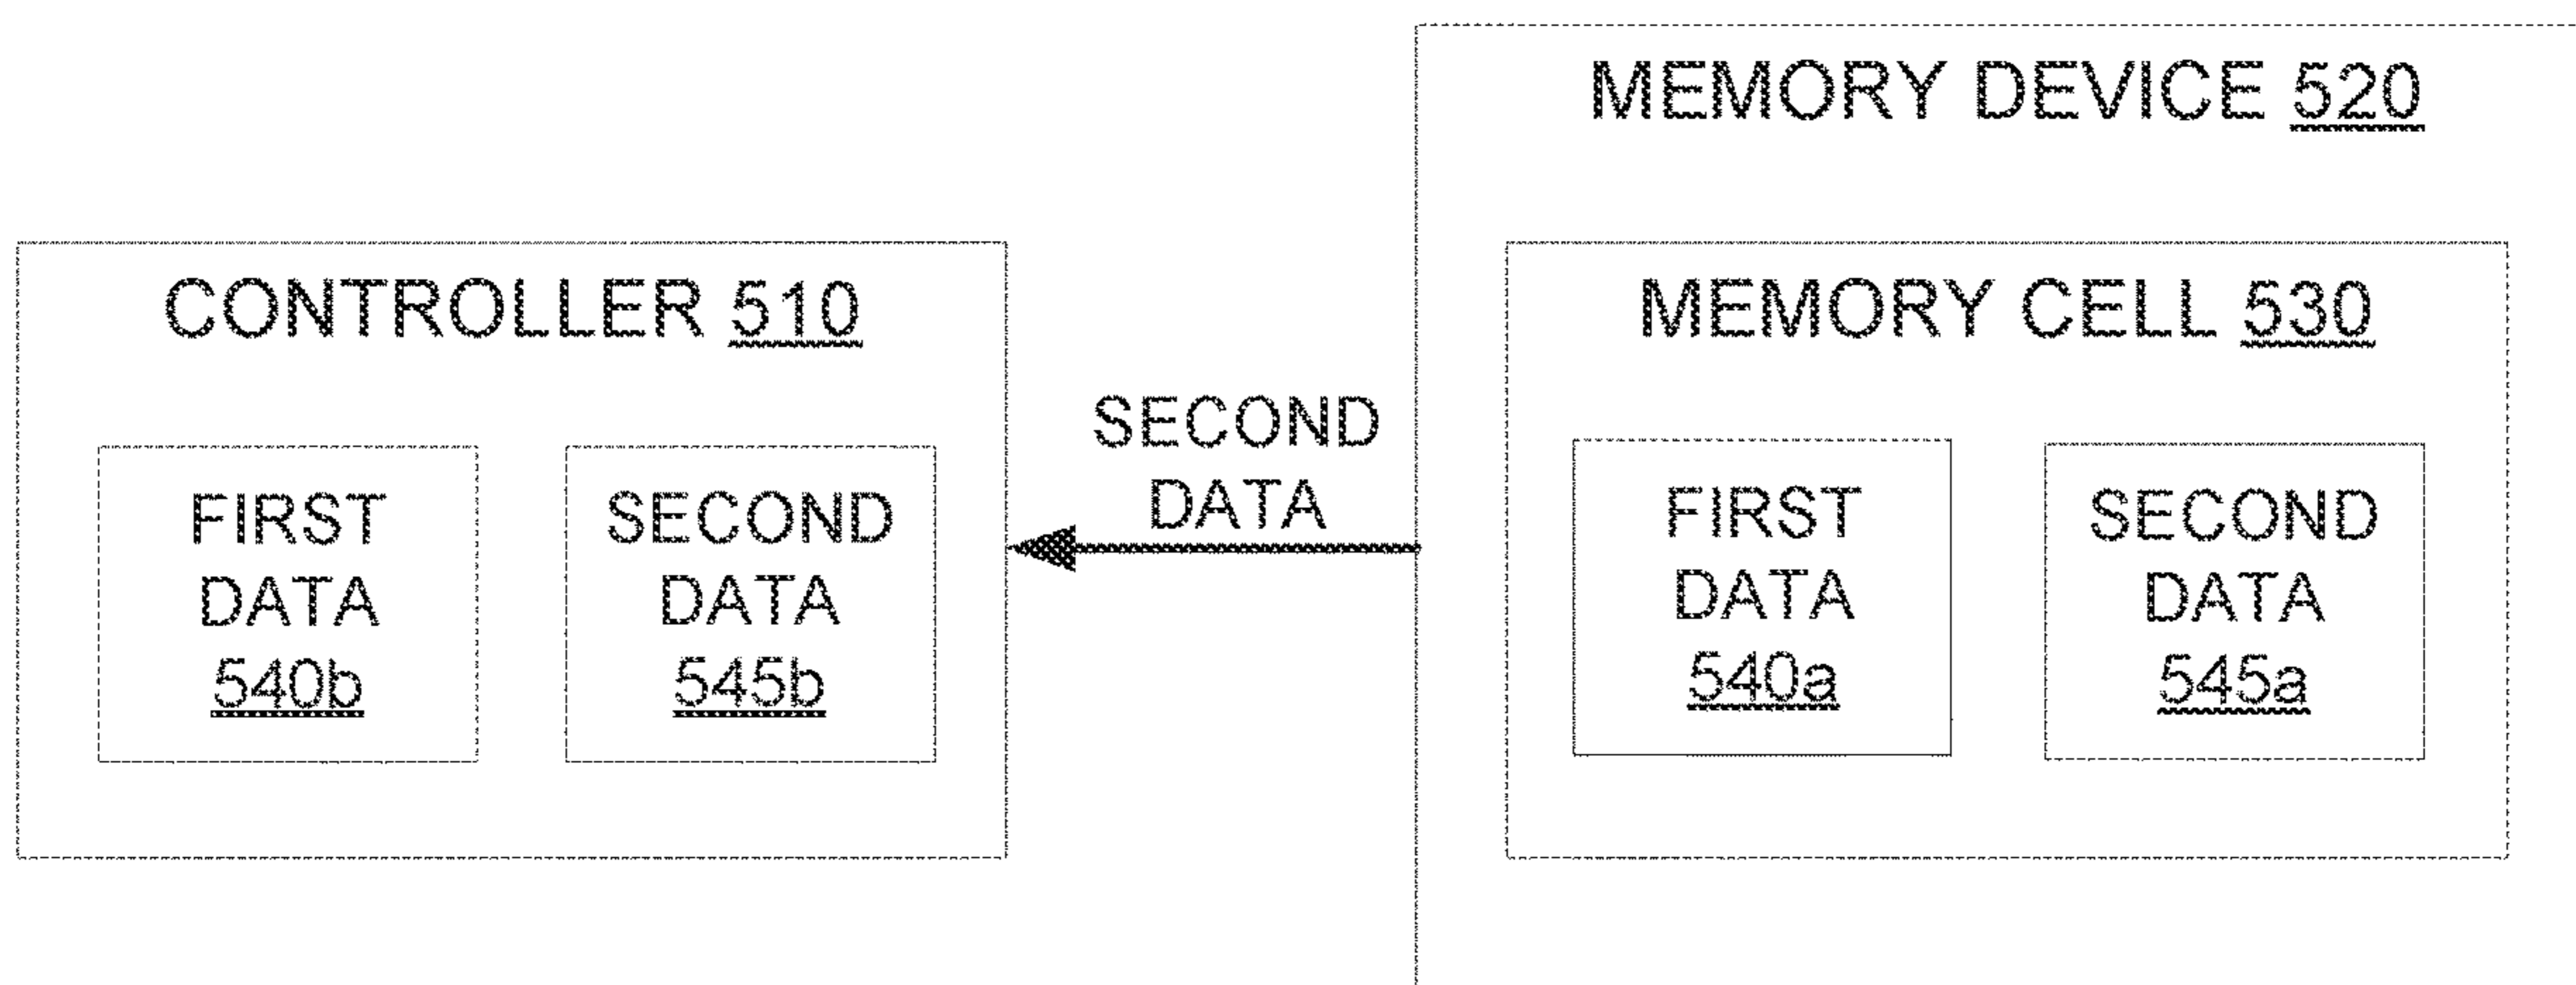 MEMORY DEVICE 520
CONTROLLER 510
FIRST
DATA
540b
SECOND
DATA
545b
SECOND
DATA
MEMORY CELL 530
FIRST
DATA
540a
SECOND
DATA
545a